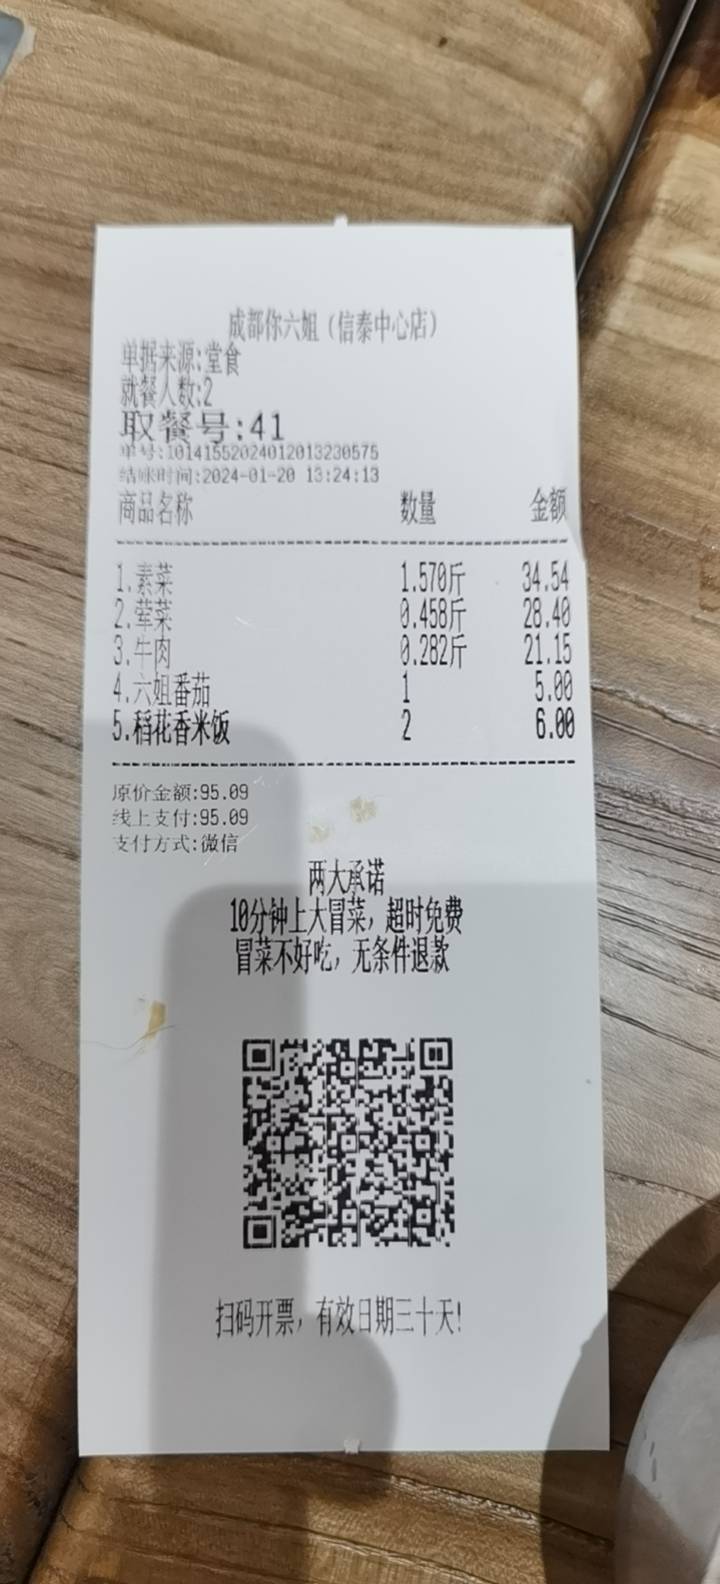 成都你六姐（信泰中心店）
单据来源:堂食
就餐人数:2
取餐号:41
单号:10141552024012013230575
结账时间:2024-01-20 13:24:13
商品名称 数量 金额
1.素菜 1.570斤 34.54
2.荤菜 0.458斤 28.40
3.牛肉 0.282斤 21.15
4.六姐番茄 1 5.00
5.稻花香米饭 2 6.00
原价金额:95.09
线上支付:95.09
支付方式:微信
两大承诺
10分钟上大冒菜，超时免费
冒菜不好吃，无条件退款
扫码开票，有效日期三十天!